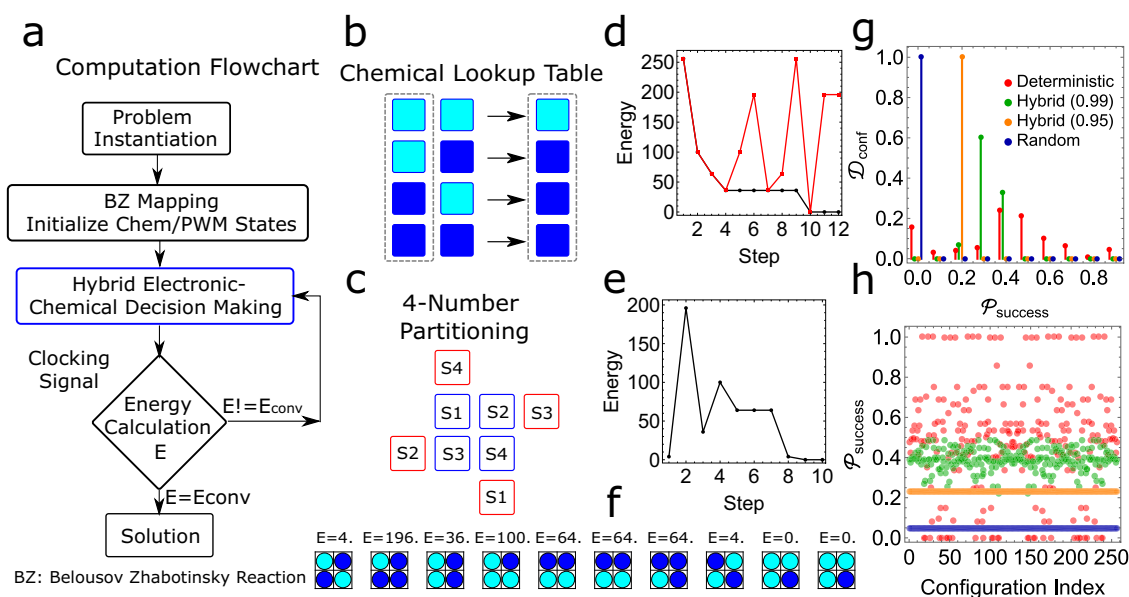 a
Computation Flowchart
Problem
Instantiation
BZ Mapping
Initialize Chem/PWM States
Hybrid Electronic-
Chemical Decision Making
Clocking
Signal
Energy
Calculation
E
E!=Econv
E=Econv
Solution
BZ: Belousov Zhabotinsky Reaction
b
Chemical Lookup Table
c
4-Number
Partitioning
S4
S1 S2 S3
S2 S3 S4
S1
d
Energy
250
200
150
100
50
0
2 4 6 8 10 12
Step
e
Energy
200
150
100
50
0
2 4 6 8 10
Step
f
E=4. E=196. E=36. E=100. E=64. E=64. E=64. E=4. E=0. E=0.
g
𝒟conf
1.0
0.8
0.6
0.4
0.2
0.0
Deterministic
Hybrid (0.99)
Hybrid (0.95)
Random
0.0 0.2 0.4 0.6 0.8
𝒫success
h
𝒫success
1.0
0.8
0.6
0.4
0.2
0.0
0 50 100 150 200 250
Configuration Index